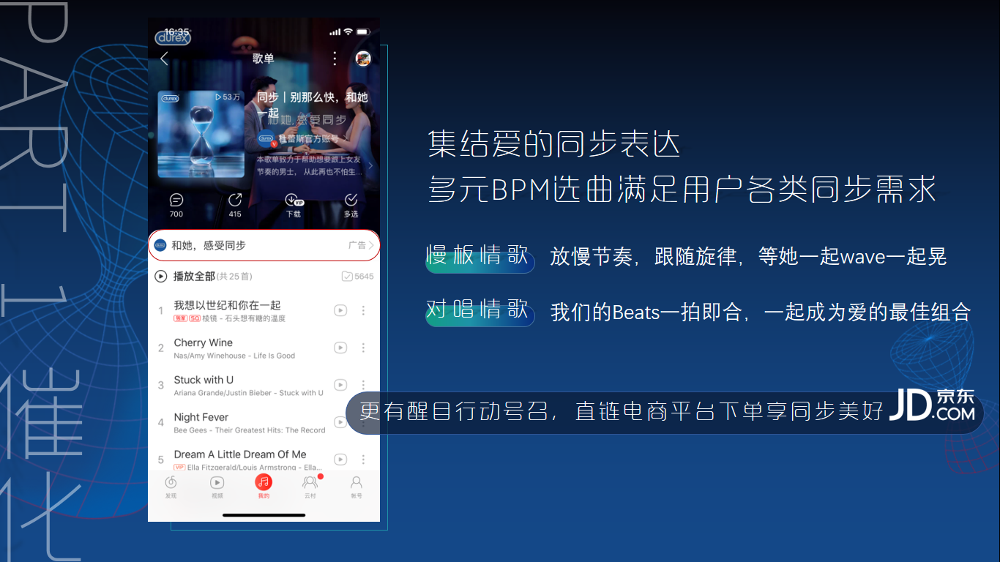 PART 1
催化
16:35
durex
歌单
durex
53万
同步｜别那么快，和她
一起
和她,感受同步
durex
杜蕾斯官方账号
本歌单致力于帮助想要跟上女友
节奏的男士，从此再也不怕生...
700
415
VIP
下载
多选
和她，感受同步
广告
播放全部(共25首)
5645
1
我想以世纪和你在一起
独家 SQ 棱镜 - 石头想有糖的温度
2
Cherry Wine
Nas/Amy Winehouse - Life Is Good
3
Stuck with U
Ariana Grande/Justin Bieber - Stuck with U
4
Night Fever
Bee Gees - Their Greatest Hits: The Record
5
Dream A Little Dream Of Me
VIP Ella Fitzgerald/Louis Armstrong - Ella...
发现
视频
我的
云村
帐号
集结爱的同步表达
多元BPM选曲满足用户各类同步需求
慢板情歌
放慢节奏，跟随旋律，等她一起wave一起晃
对唱情歌
我们的Beats一拍即合，一起成为爱的最佳组合
更有醒目行动号召，直链电商平台下单享同步美好
JD 京东
.COM